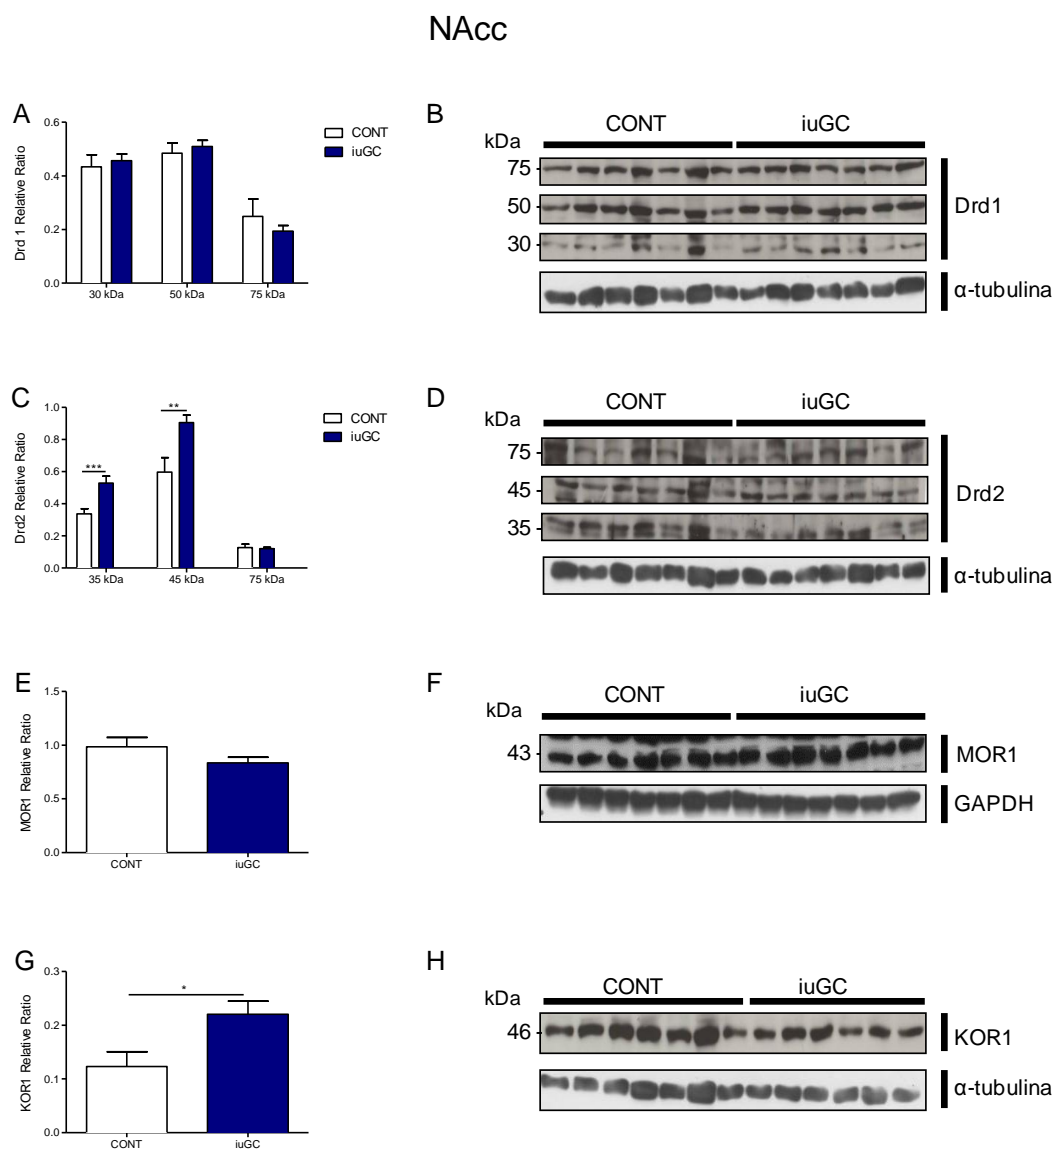 NAcc
A
Drd 1 Relative Ratio
0.6
0.4
0.2
0.0
30 kDa 50 kDa 75 kDa
CONT
iuGC
B
kDa
CONT iuGC
75
50
30
Drd1
α-tubulina
C
Drd2 Relative Ratio
1.0
0.8
0.6
0.4
0.2
0.0
***
**
35 kDa 45 kDa 75 kDa
CONT
iuGC
D
kDa
CONT iuGC
75
45
35
Drd2
α-tubulina
E
MOR1 Relative Ratio
1.5
1.0
0.5
0.0
CONT iuGC
F
kDa
CONT iuGC
43
MOR1
GAPDH
G
KOR1 Relative Ratio
0.3
0.2
0.1
0.0
*
CONT iuGC
H
kDa
CONT iuGC
46
KOR1
α-tubulina